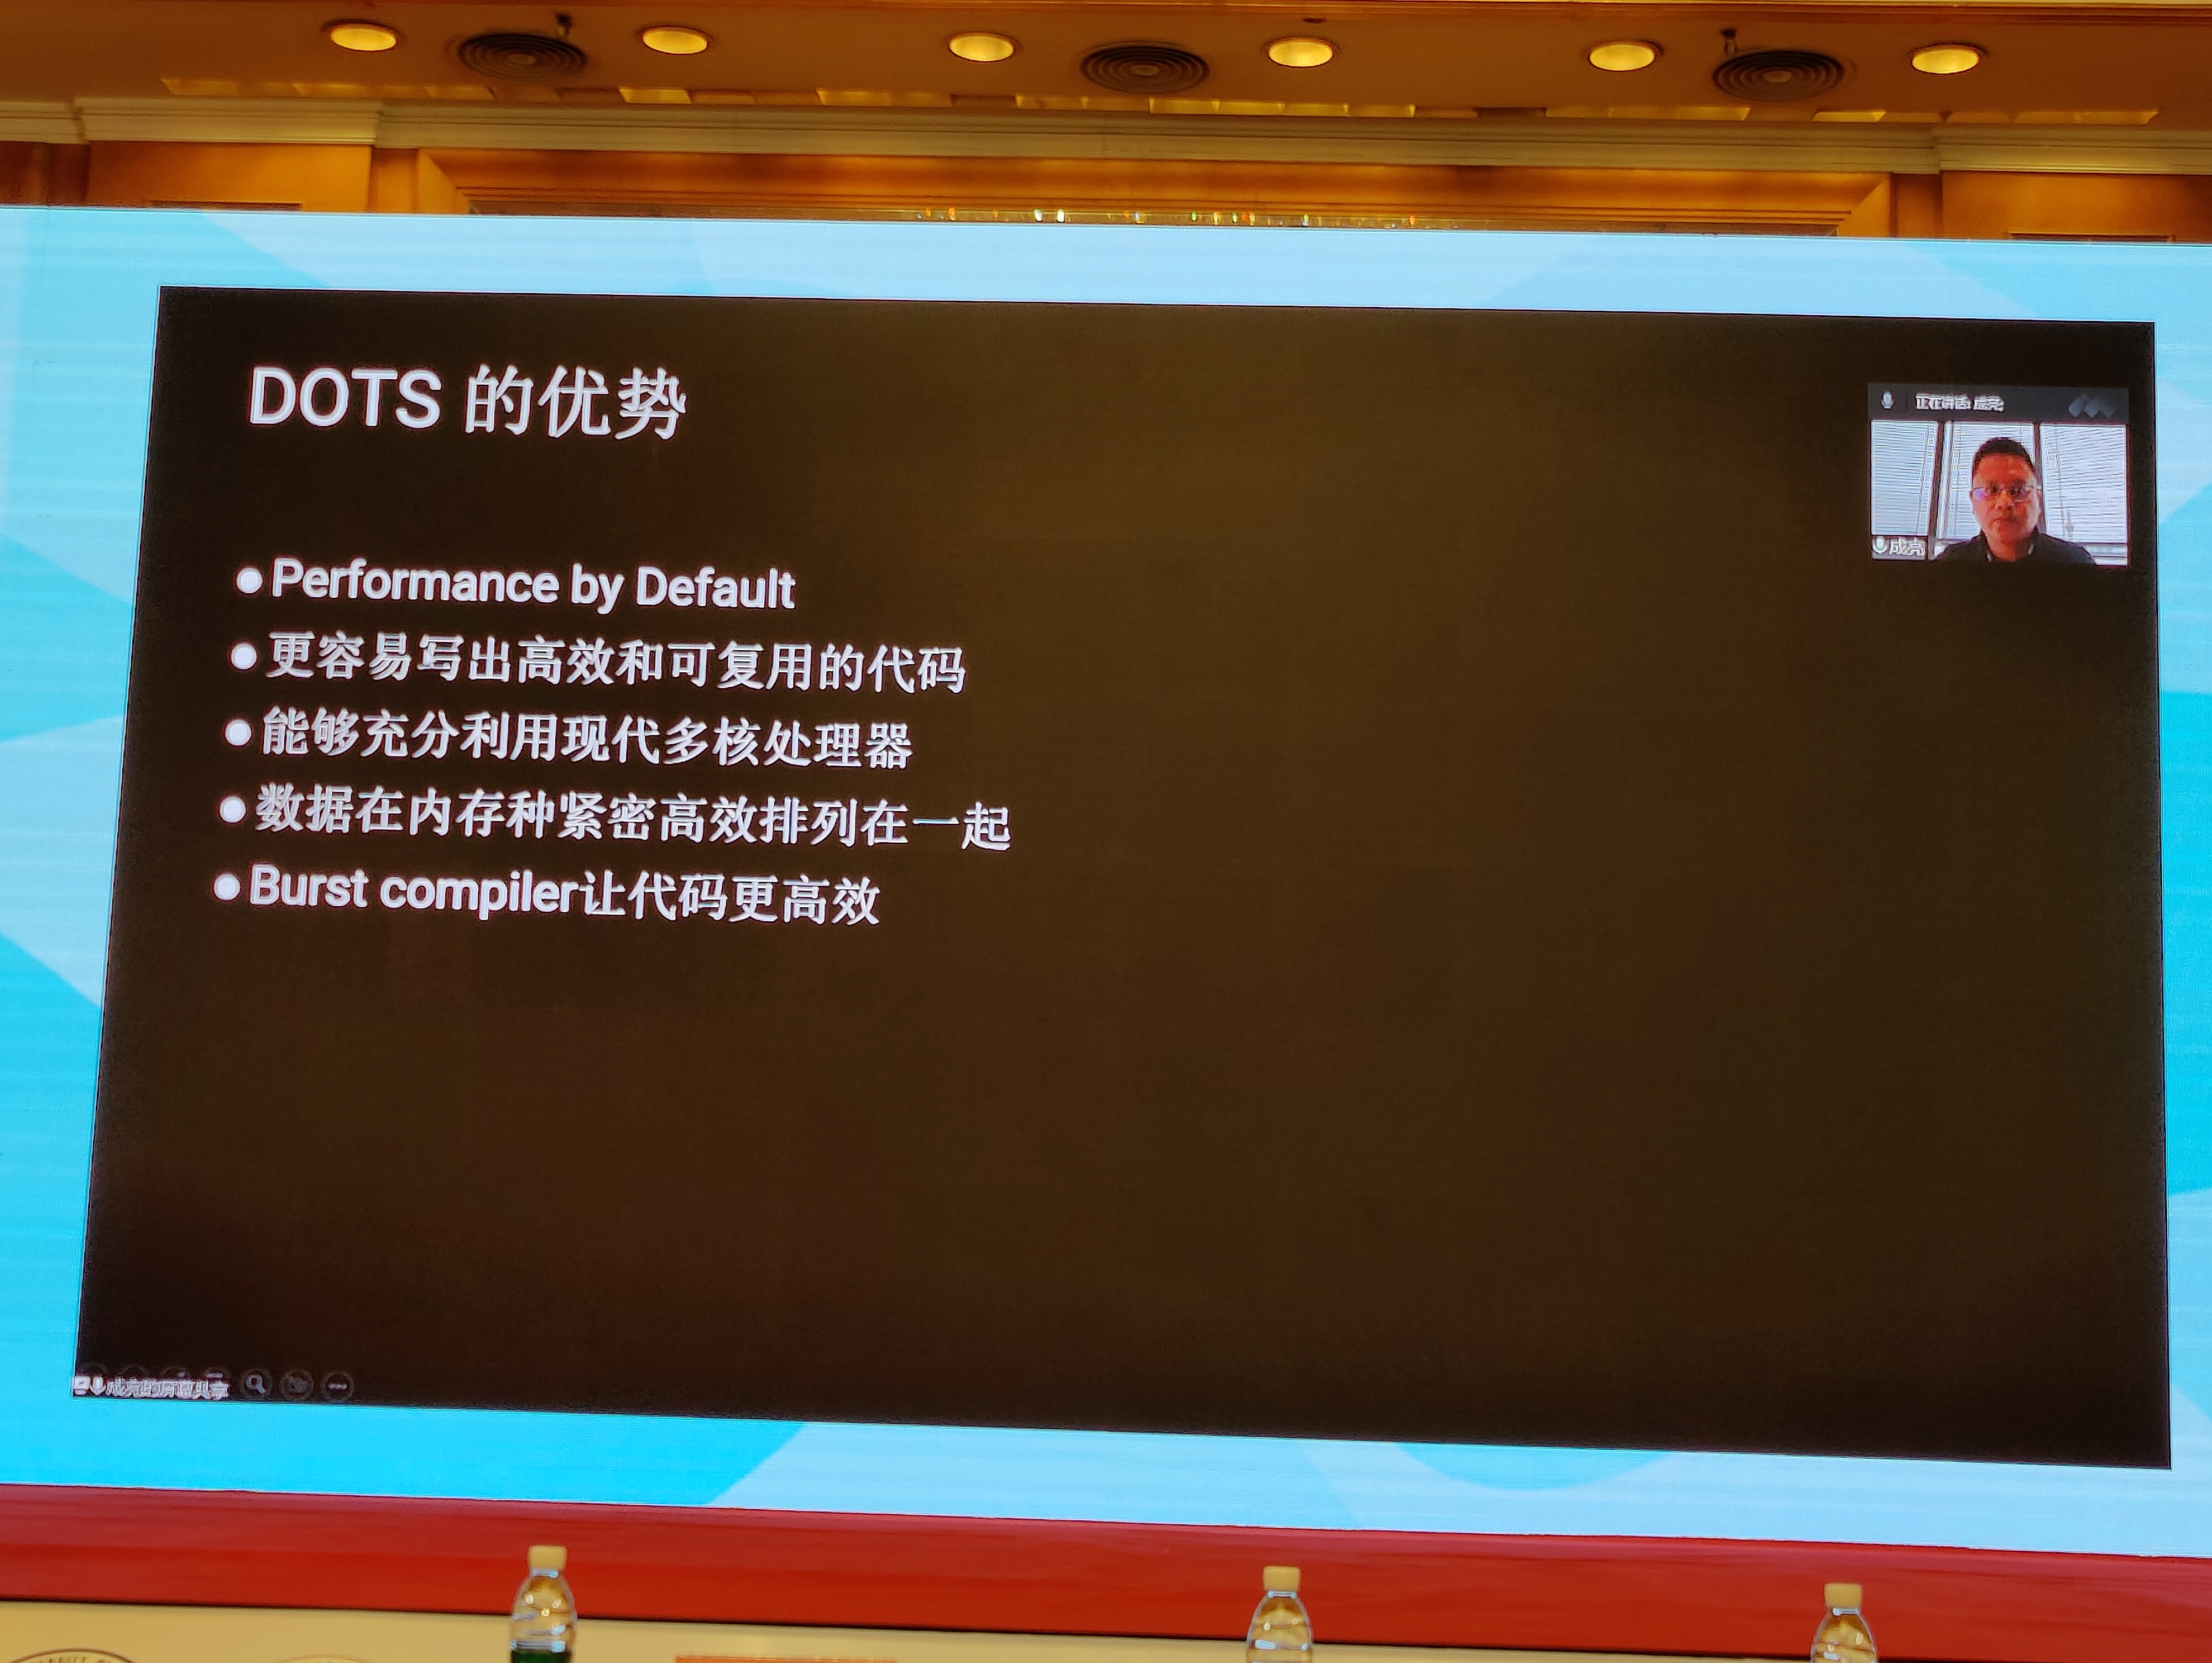 DOTS 的优势
正在讲话: 成亮;
成亮
● Performance by Default
● 更容易写出高效和可复用的代码
● 能够充分利用现代多核处理器
● 数据在内存种紧密高效排列在一起
● Burst compiler让代码更高效
成亮的屏幕共享